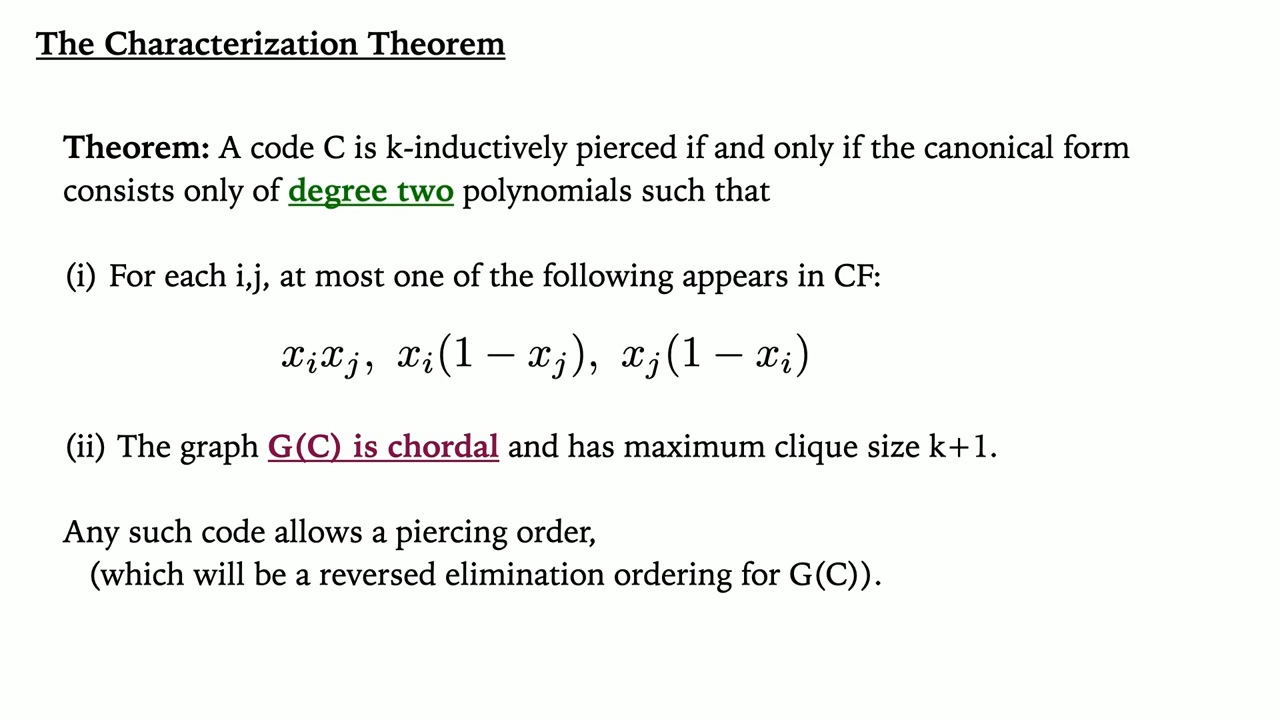 The Characterization Theorem
Theorem: A code C is k-inductively pierced if and only if the canonical form
consists only of degree two polynomials such that
(i) For each i,j, at most one of the following appears in CF:
x_i x_j, x_i(1 − x_j), x_j(1 − x_i)
(ii) The graph G(C) is chordal and has maximum clique size k+1.
Any such code allows a piercing order,
(which will be a reversed elimination ordering for G(C)).